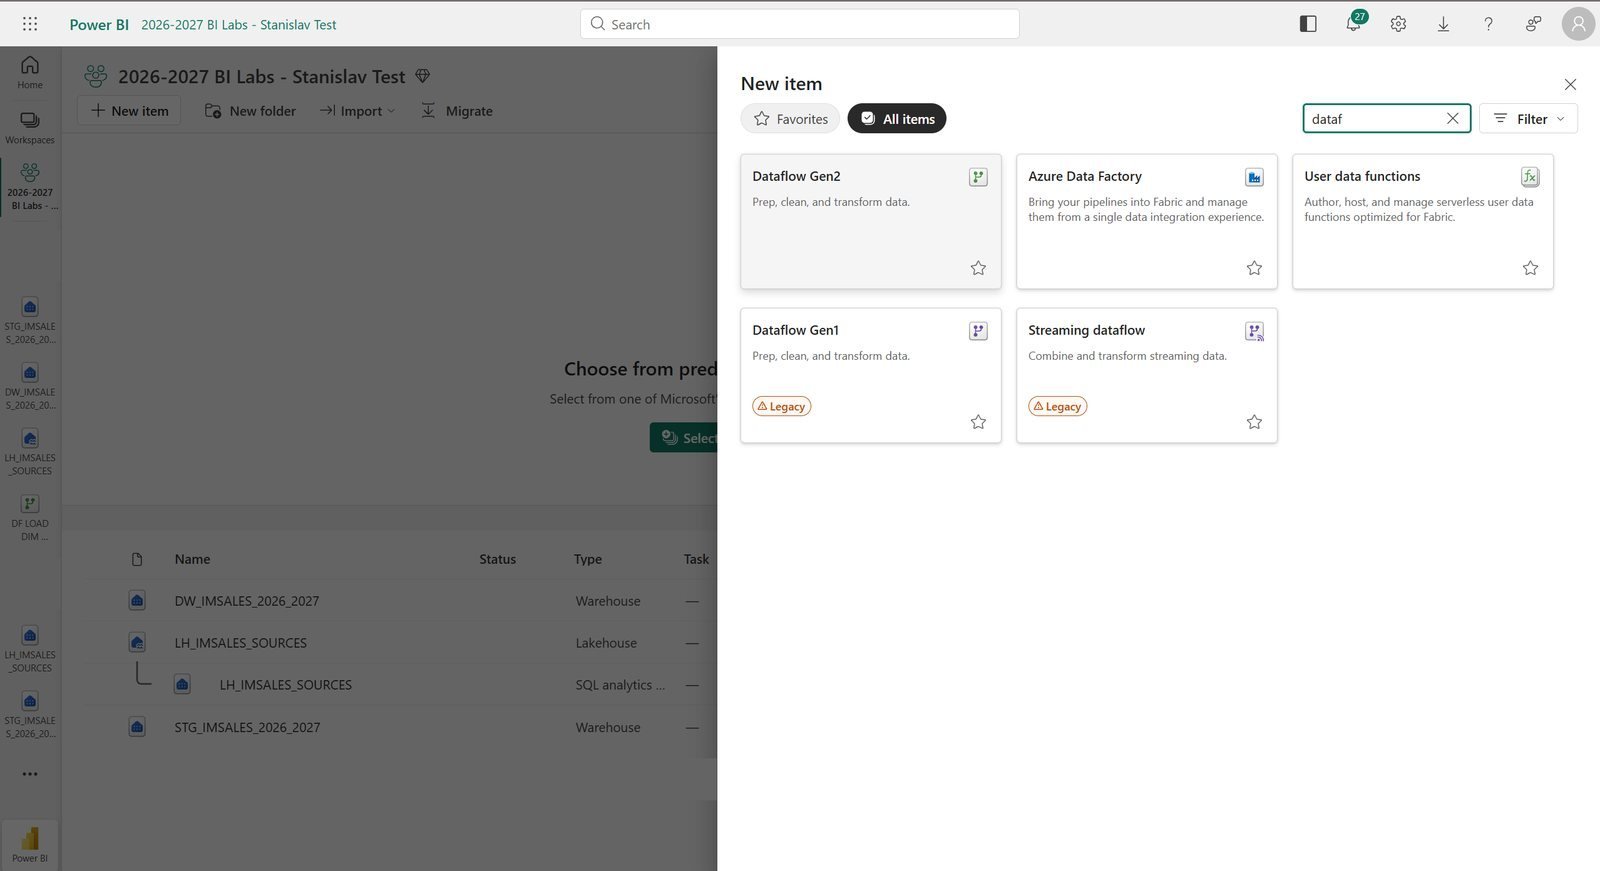 Power BI
2026-2027 BI Labs - Stanislav Test
Search
27
Home
Workspaces
2026-2027
BI Labs - ...
STG_IMSALE
S_2026_20...
DW_IMSALE
S_2026_20...
LH_IMSALES
_SOURCES
DF LOAD
DIM ...
LH_IMSALES
_SOURCES
STG_IMSALE
S_2026_20...
Power BI
2026-2027 BI Labs - Stanislav Test
New item
New folder
Import
Migrate
Choose from pred
Select from one of Microsoft'
Select
Name
Status
Type
Task
DW_IMSALES_2026_2027
Warehouse
—
LH_IMSALES_SOURCES
Lakehouse
—
LH_IMSALES_SOURCES
SQL analytics ...
—
STG_IMSALES_2026_2027
Warehouse
—
New item
Favorites
All items
dataf
Filter
Dataflow Gen2
Prep, clean, and transform data.
Azure Data Factory
Bring your pipelines into Fabric and manage
them from a single data integration experience.
User data functions
Author, host, and manage serverless user data
functions optimized for Fabric.
Dataflow Gen1
Prep, clean, and transform data.
Legacy
Streaming dataflow
Combine and transform streaming data.
Legacy